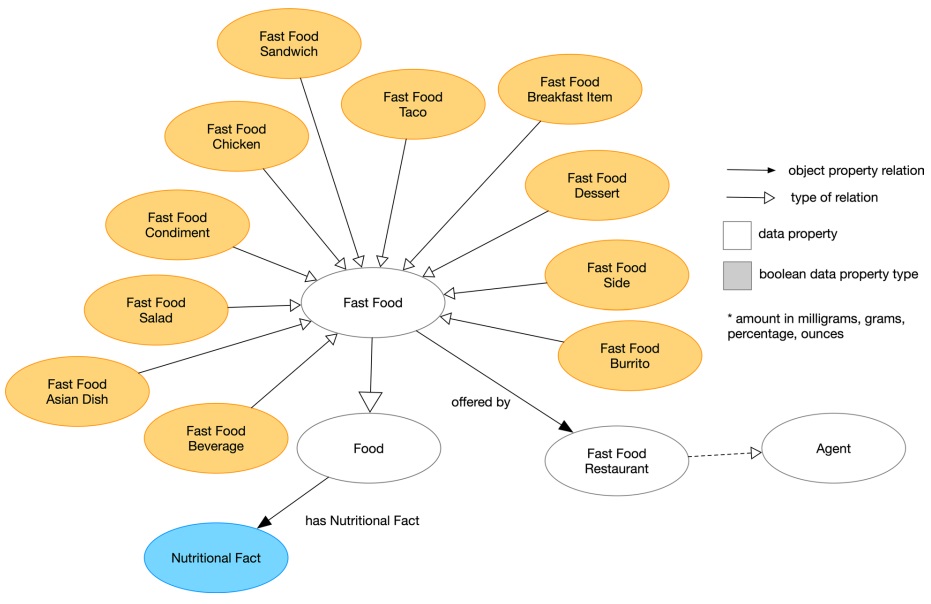 Fast Food
Sandwich
Fast Food
Taco
Fast Food
Breakfast Item
Fast Food
Chicken
Fast Food
Dessert
object property relation
type of relation
data property
boolean data property type
* amount in milligrams, grams,
percentage, ounces
Fast Food
Condiment
Fast Food
Side
Fast Food
Salad
Fast Food
Fast Food
Burrito
Fast Food
Asian Dish
Fast Food
Beverage
offered by
Food
Fast Food
Restaurant
Agent
has Nutritional Fact
Nutritional Fact